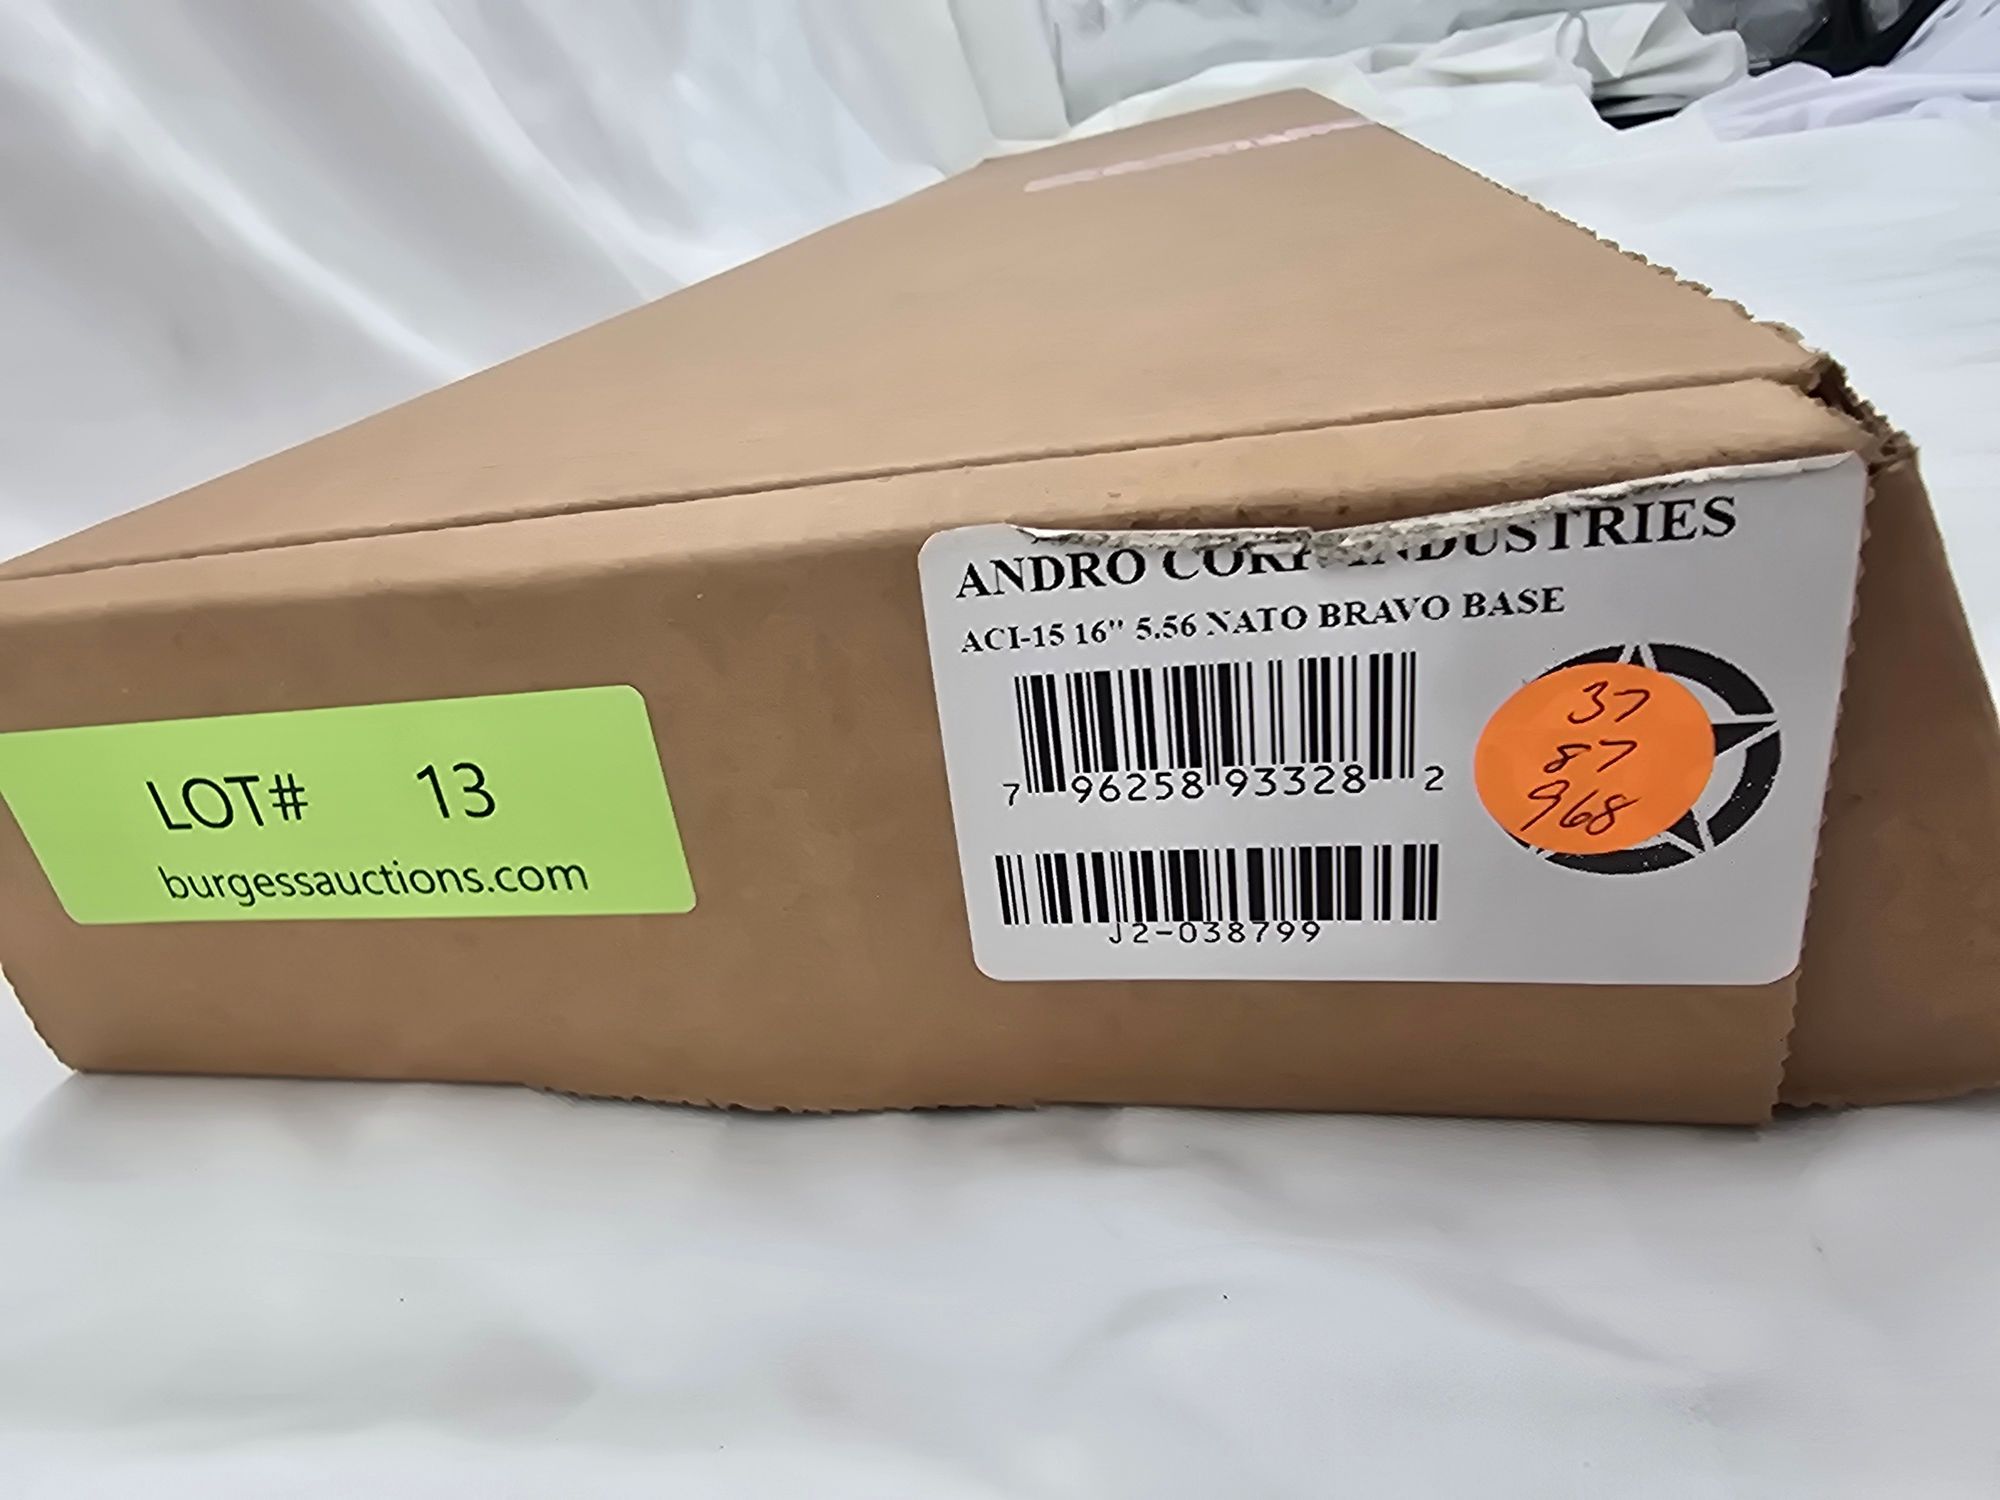 ANDRO CORP INDUSTRIES
ACI-15 16" 5.56 NATO BRAVO BASE
7 96258 93328 2
J2-038799
37
87
968
LOT# 13
burgessauctions.com